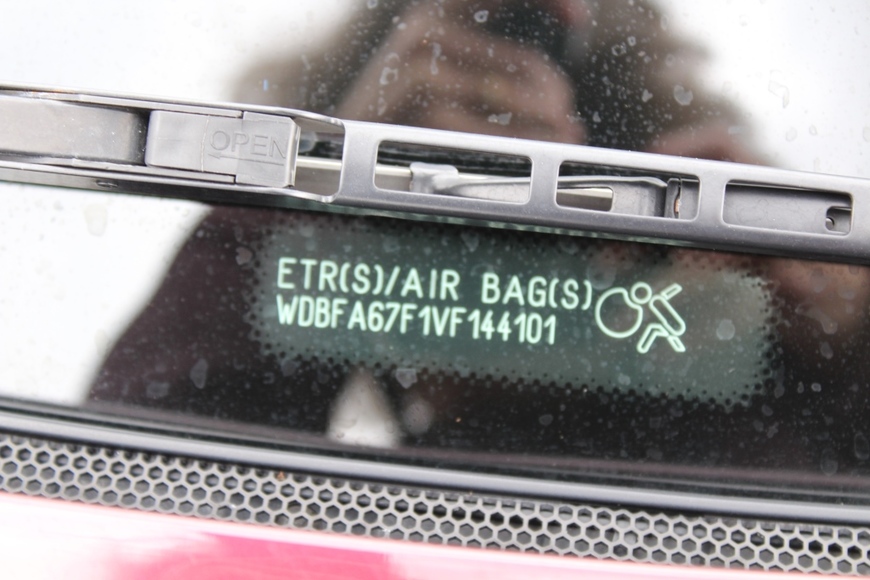 OPEN
ETR(S)/AIR BAG(S)
WDBFA67F1VF144101